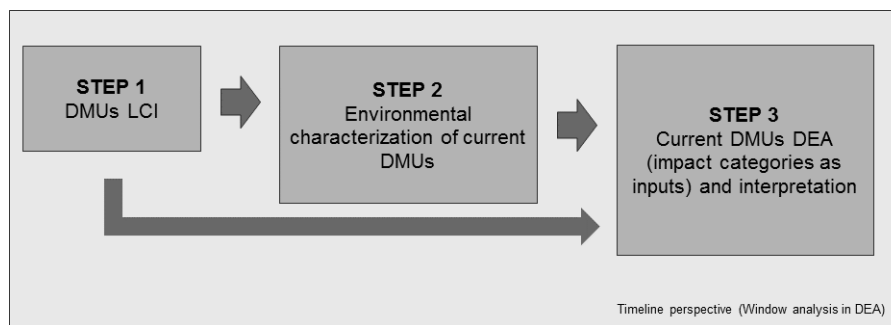 STEP 1
DMUs LCI
STEP 2
Environmental
characterization of current
DMUs
STEP 3
Current DMUs DEA
(impact categories as
inputs) and interpretation
Timeline perspective (Window analysis in DEA)